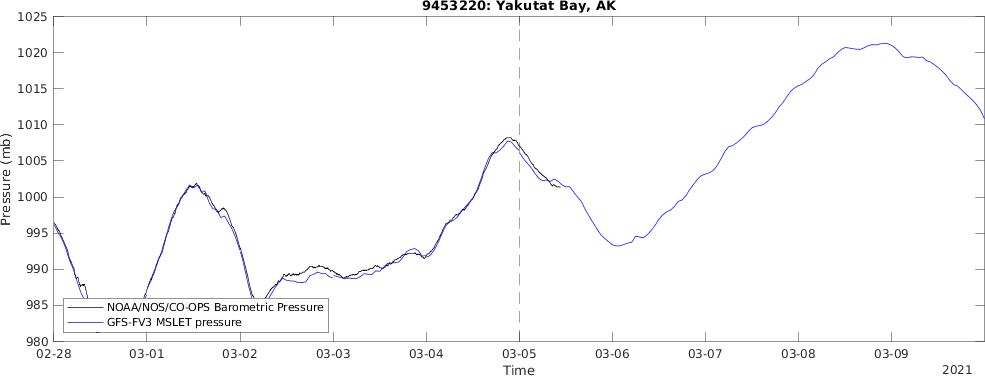 9453220: Yakutat Bay, AK
1025
1020
1015
1010
1005
1000
995
990
985
980
Pressure (mb)
NOAA/NOS/CO-OPS Barometric Pressure
GFS-FV3 MSLET pressure
02-28 03-01 03-02 03-03 03-04 03-05 03-06 03-07 03-08 03-09
Time
2021